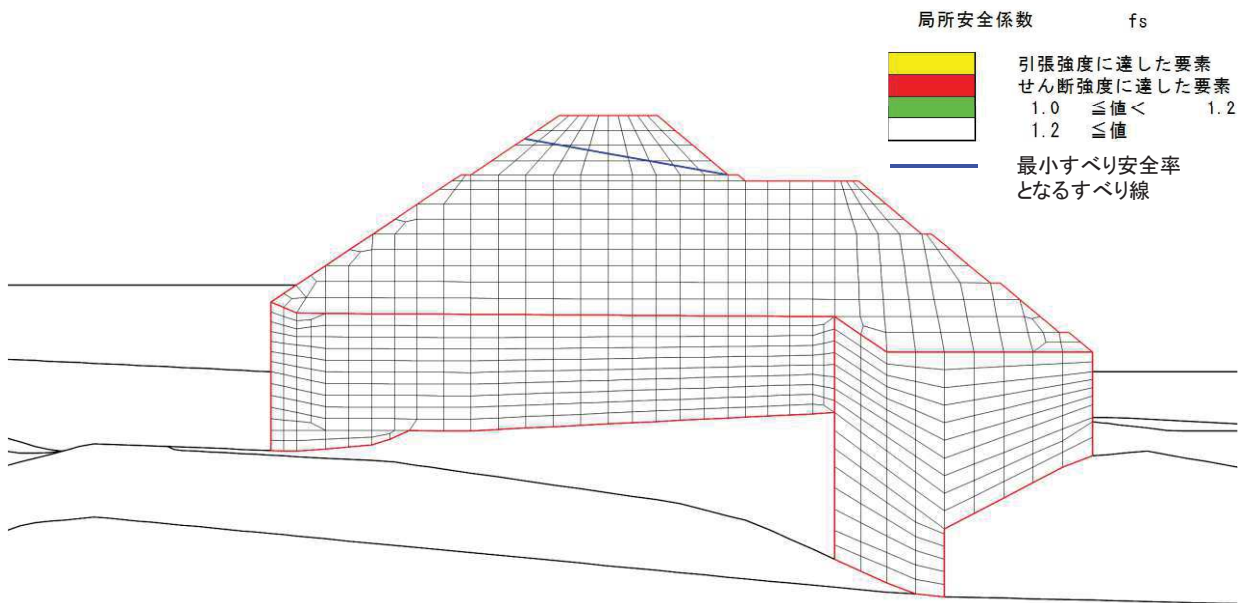 局所安全係数 fs
引張強度に達した要素
せん断強度に達した要素
1.0 ≦値＜ 1.2
1.2 ≦値
最小すべり安全率
となるすべり線